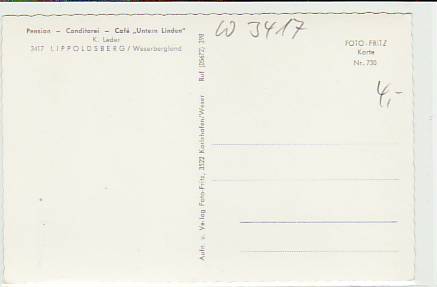 Pension – Conditorei – Café „Untern Linden"
K. Leder
3417 LIPPOLDSBERG / Weserbergland
W 3417
FOTO-FRITZ
Karte
Nr. 730
4,-
Aufn. u. Verlag Foto-Fritz, 3522 Karlshafen/Weser Ruf (05672) 398